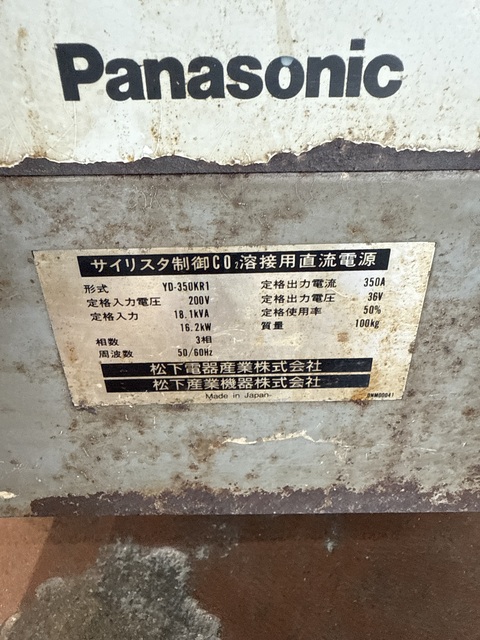 Panasonic
サイリスタ制御CO₂溶接用直流電源
形式 YD-350KR1 定格出力電流 350A
定格入力電圧 200V 定格出力電圧 36V
定格入力 18.1kVA 定格使用率 50%
16.2kW 質量 100kg
相数 3相
周波数 50/60Hz
松下電器産業株式会社
松下産業機器株式会社
Made in Japan DNM00041